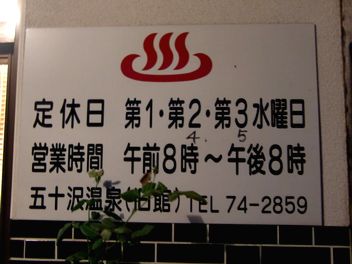 定休日 第1・第2・第3水曜日
4. 5
営業時間 午前8時～午後8時
五十沢温泉(旧館) TEL 74-2859